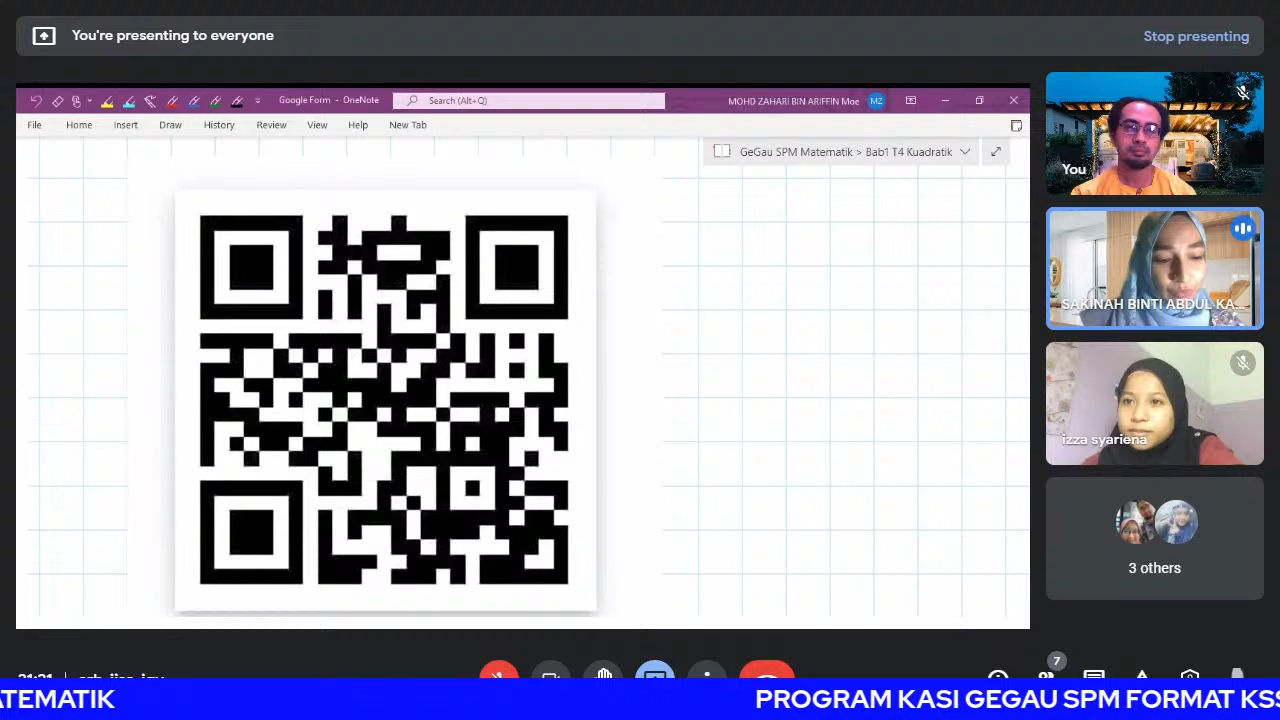 You're presenting to everyone
Stop presenting
Google Form - OneNote
Search (Alt+Q)
MOHD ZAHARI BIN ARIFFIN Moe
MZ
File
Home
Insert
Draw
History
Review
View
Help
New Tab
GeGau SPM Matematik > Bab1 T4 Kuadratik
You
SAKINAH BINTI ABDUL KA...
izza syariena
3 others
7
ATEMATIK
PROGRAM KASI GEGAU SPM FORMAT KSS